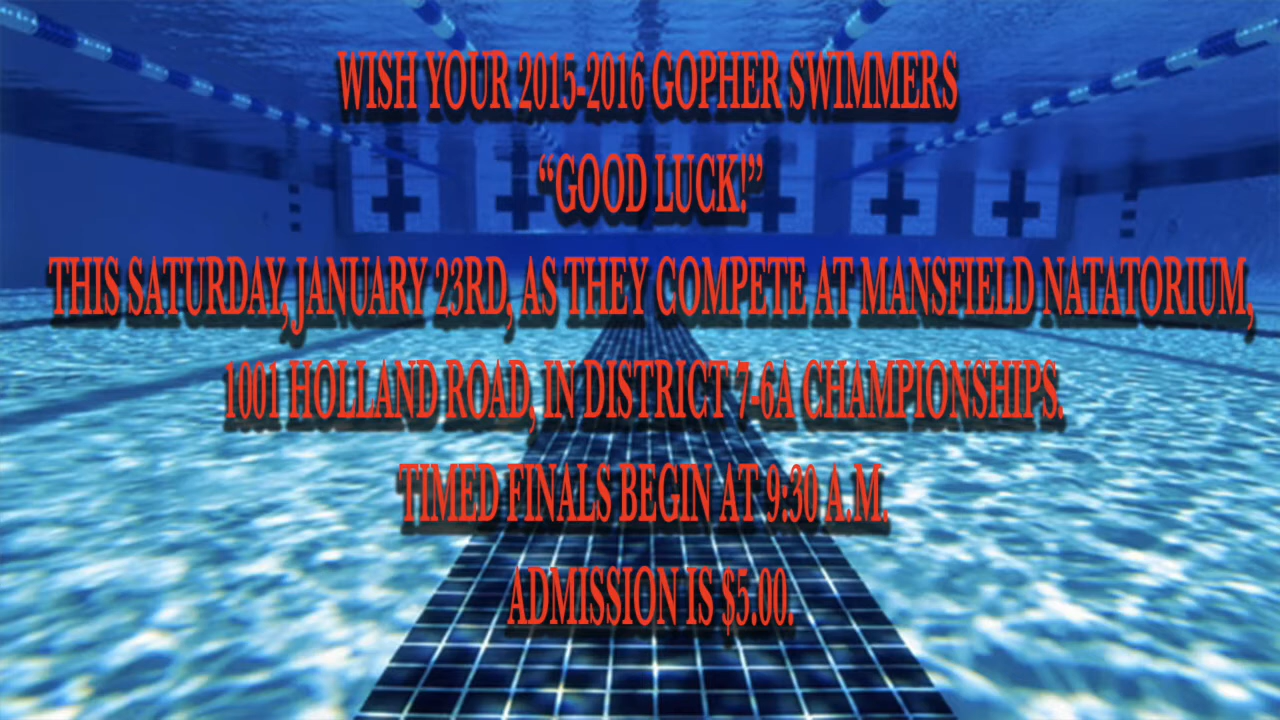 WISH YOUR 2015-2016 GOPHER SWIMMERS
“GOOD LUCK!”
THIS SATURDAY, JANUARY 23RD, AS THEY COMPETE AT MANSFIELD NATATORIUM,
1001 HOLLAND ROAD, IN DISTRICT 7-6A CHAMPIONSHIPS.
TIMED FINALS BEGIN AT 9:30 A.M.
ADMISSION IS $5.00.